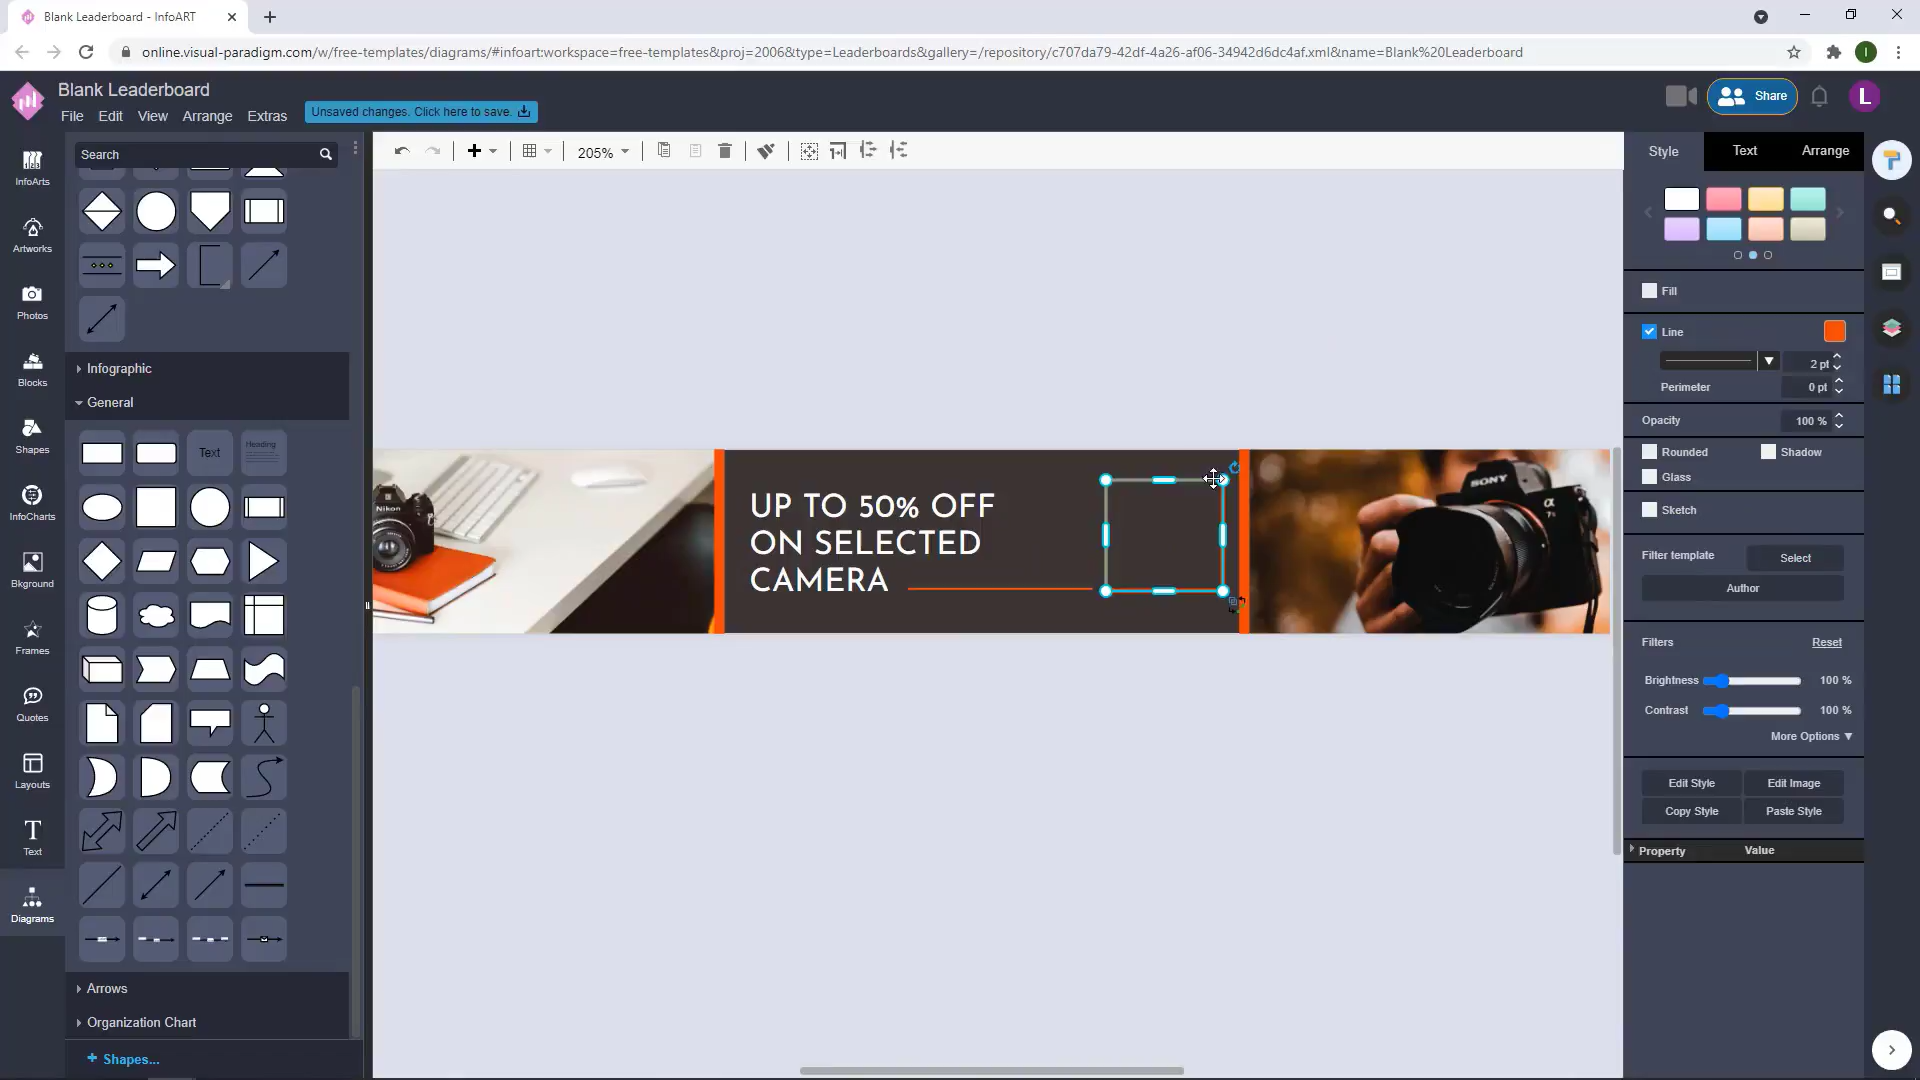 Blank Leaderboard - InfoART
online.visual-paradigm.com/w/free-templates/diagrams/#infoart:workspace=free-templates&proj=2006&type=Leaderboards&gallery=/repository/c707da79-42df-4a26-af06-34942d6dc4af.xml&name=Blank%20Leaderboard
I
Blank Leaderboard
File Edit View Arrange Extras
Unsaved changes. Click here to save.
Share
L
Search
205%
Style Text Arrange
InfoArts
Artworks
Photos
Blocks
Shapes
InfoCharts
Bkground
Frames
Quotes
Layouts
Text
Diagrams
Infographic
General
Text
Heading
Arrows
Organization Chart
+ Shapes...
UP TO 50% OFF
ON SELECTED
CAMERA
Nikon
SONY
α
Fill
Line
2 pt
Perimeter 0 pt
Opacity 100 %
Rounded Shadow
Glass
Sketch
Filter template Select
Author
Filters Reset
Brightness 100 %
Contrast 100 %
More Options ▼
Edit Style Edit Image
Copy Style Paste Style
Property Value